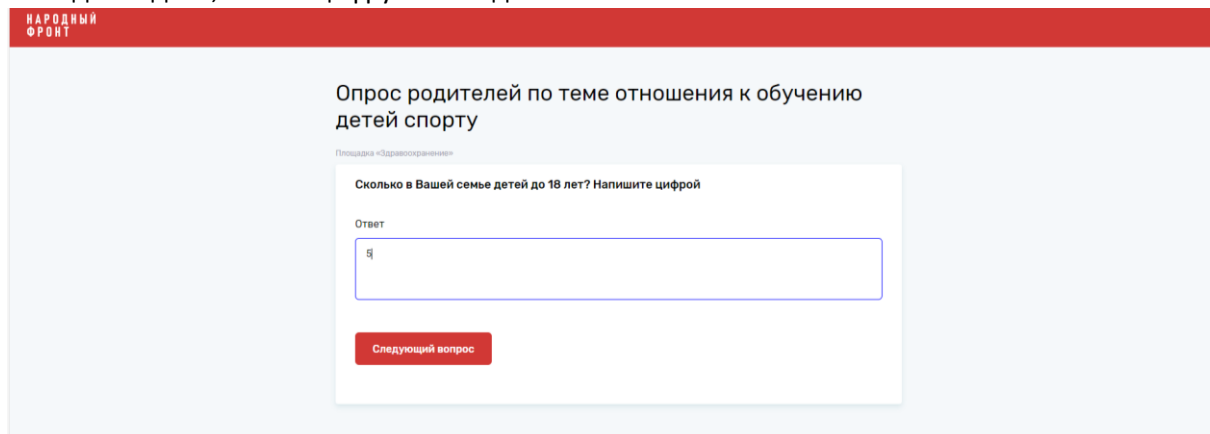 НАРОДНЫЙ
ФРОНТ
Опрос родителей по теме отношения к обучению
детей спорту
Площадка «Здравоохранение»
Сколько в Вашей семье детей до 18 лет? Напишите цифрой
Ответ
5
Следующий вопрос